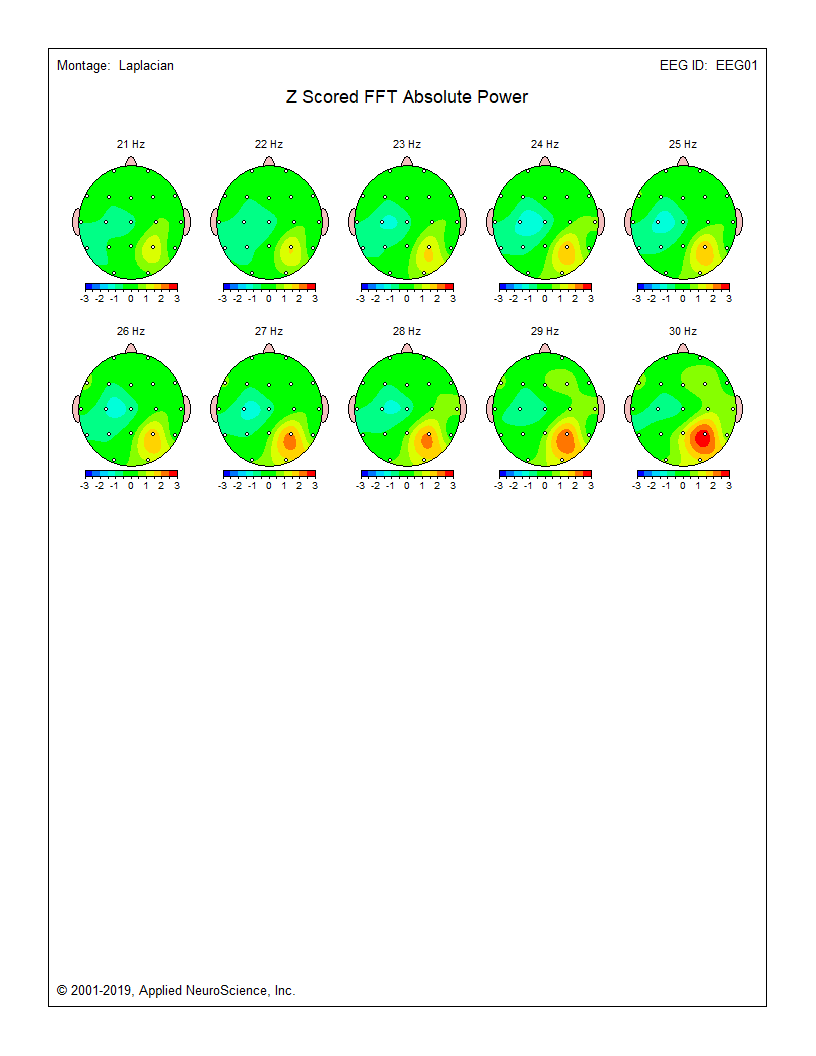 Montage: Laplacian EEG ID: EEG01
Z Scored FFT Absolute Power
21 Hz 22 Hz 23 Hz 24 Hz 25 Hz
-3 -2 -1 0 1 2 3 -3 -2 -1 0 1 2 3 -3 -2 -1 0 1 2 3 -3 -2 -1 0 1 2 3 -3 -2 -1 0 1 2 3
26 Hz 27 Hz 28 Hz 29 Hz 30 Hz
-3 -2 -1 0 1 2 3 -3 -2 -1 0 1 2 3 -3 -2 -1 0 1 2 3 -3 -2 -1 0 1 2 3 -3 -2 -1 0 1 2 3
© 2001-2019, Applied NeuroScience, Inc.